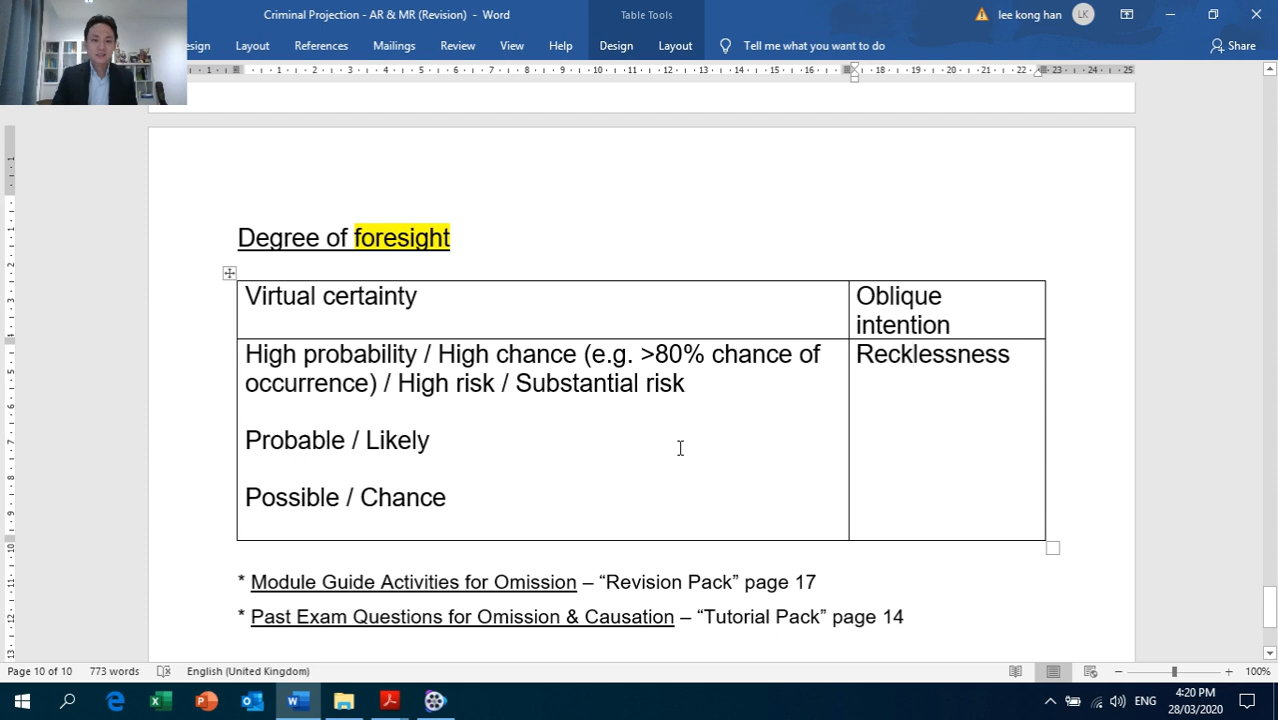 Criminal Projection - AR & MR (Revision) - Word
Table Tools
lee kong han
LK
esign
Layout
References
Mailings
Review
View
Help
Design
Layout
Tell me what you want to do
Share
Degree of foresight
Virtual certainty
Oblique
intention
High probability / High chance (e.g. >80% chance of
occurrence) / High risk / Substantial risk
Recklessness
Probable / Likely
Possible / Chance
* Module Guide Activities for Omission – “Revision Pack” page 17
* Past Exam Questions for Omission & Causation – “Tutorial Pack” page 14
Page 10 of 10
773 words
English (United Kingdom)
100%
ENG
4:20 PM
28/03/2020